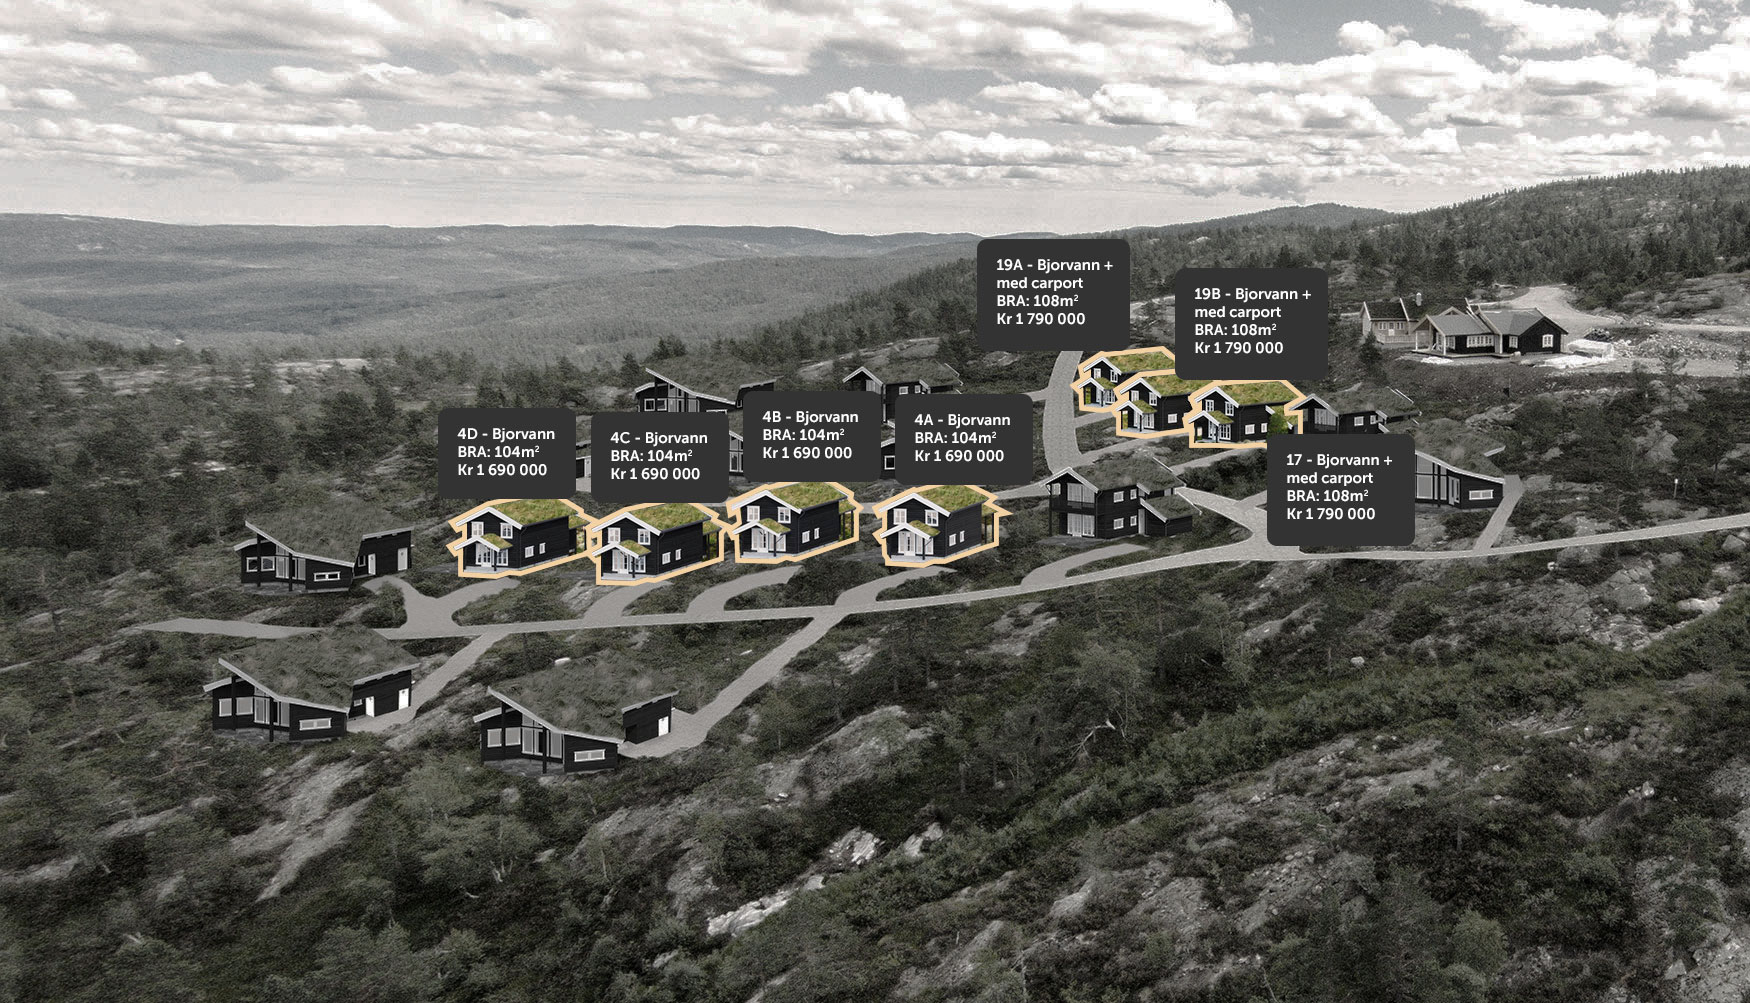 19A - Bjorvann +
med carport
BRA: 108m²
Kr 1 790 000
19B - Bjorvann +
med carport
BRA: 108m²
Kr 1 790 000
4D - Bjorvann
BRA: 104m²
Kr 1 690 000
4C - Bjorvann
BRA: 104m²
Kr 1 690 000
4B - Bjorvann
BRA: 104m²
Kr 1 690 000
4A - Bjorvann
BRA: 104m²
Kr 1 690 000
17 - Bjorvann +
med carport
BRA: 108m²
Kr 1 790 000